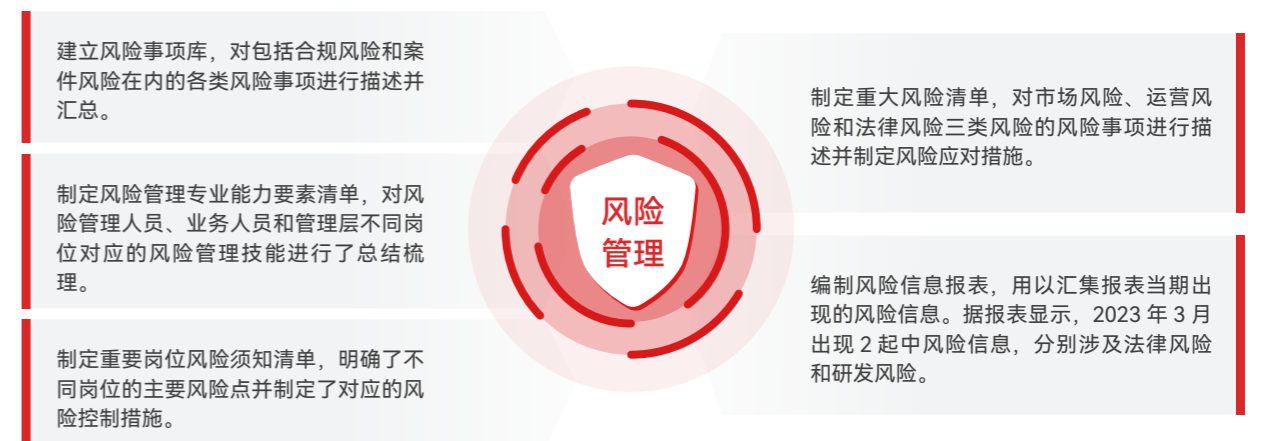 建立风险事项库，对包括合规风险和案
件风险在内的各类风险事项进行描述并
汇总。
制定风险管理专业能力要素清单，对风
险管理人员、业务人员和管理层不同岗
位对应的风险管理技能进行了总结梳
理。
制定重要岗位风险须知清单，明确了不
同岗位的主要风险点并制定了对应的风
险控制措施。
风险
管理
制定重大风险清单，对市场风险、运营风
险和法律风险三类风险的风险事项进行描
述并制定风险应对措施。
编制风险信息报表，用以汇集报表当期出
现的风险信息。据报表显示，2023 年 3 月
出现 2 起中风险信息，分别涉及法律风险
和研发风险。